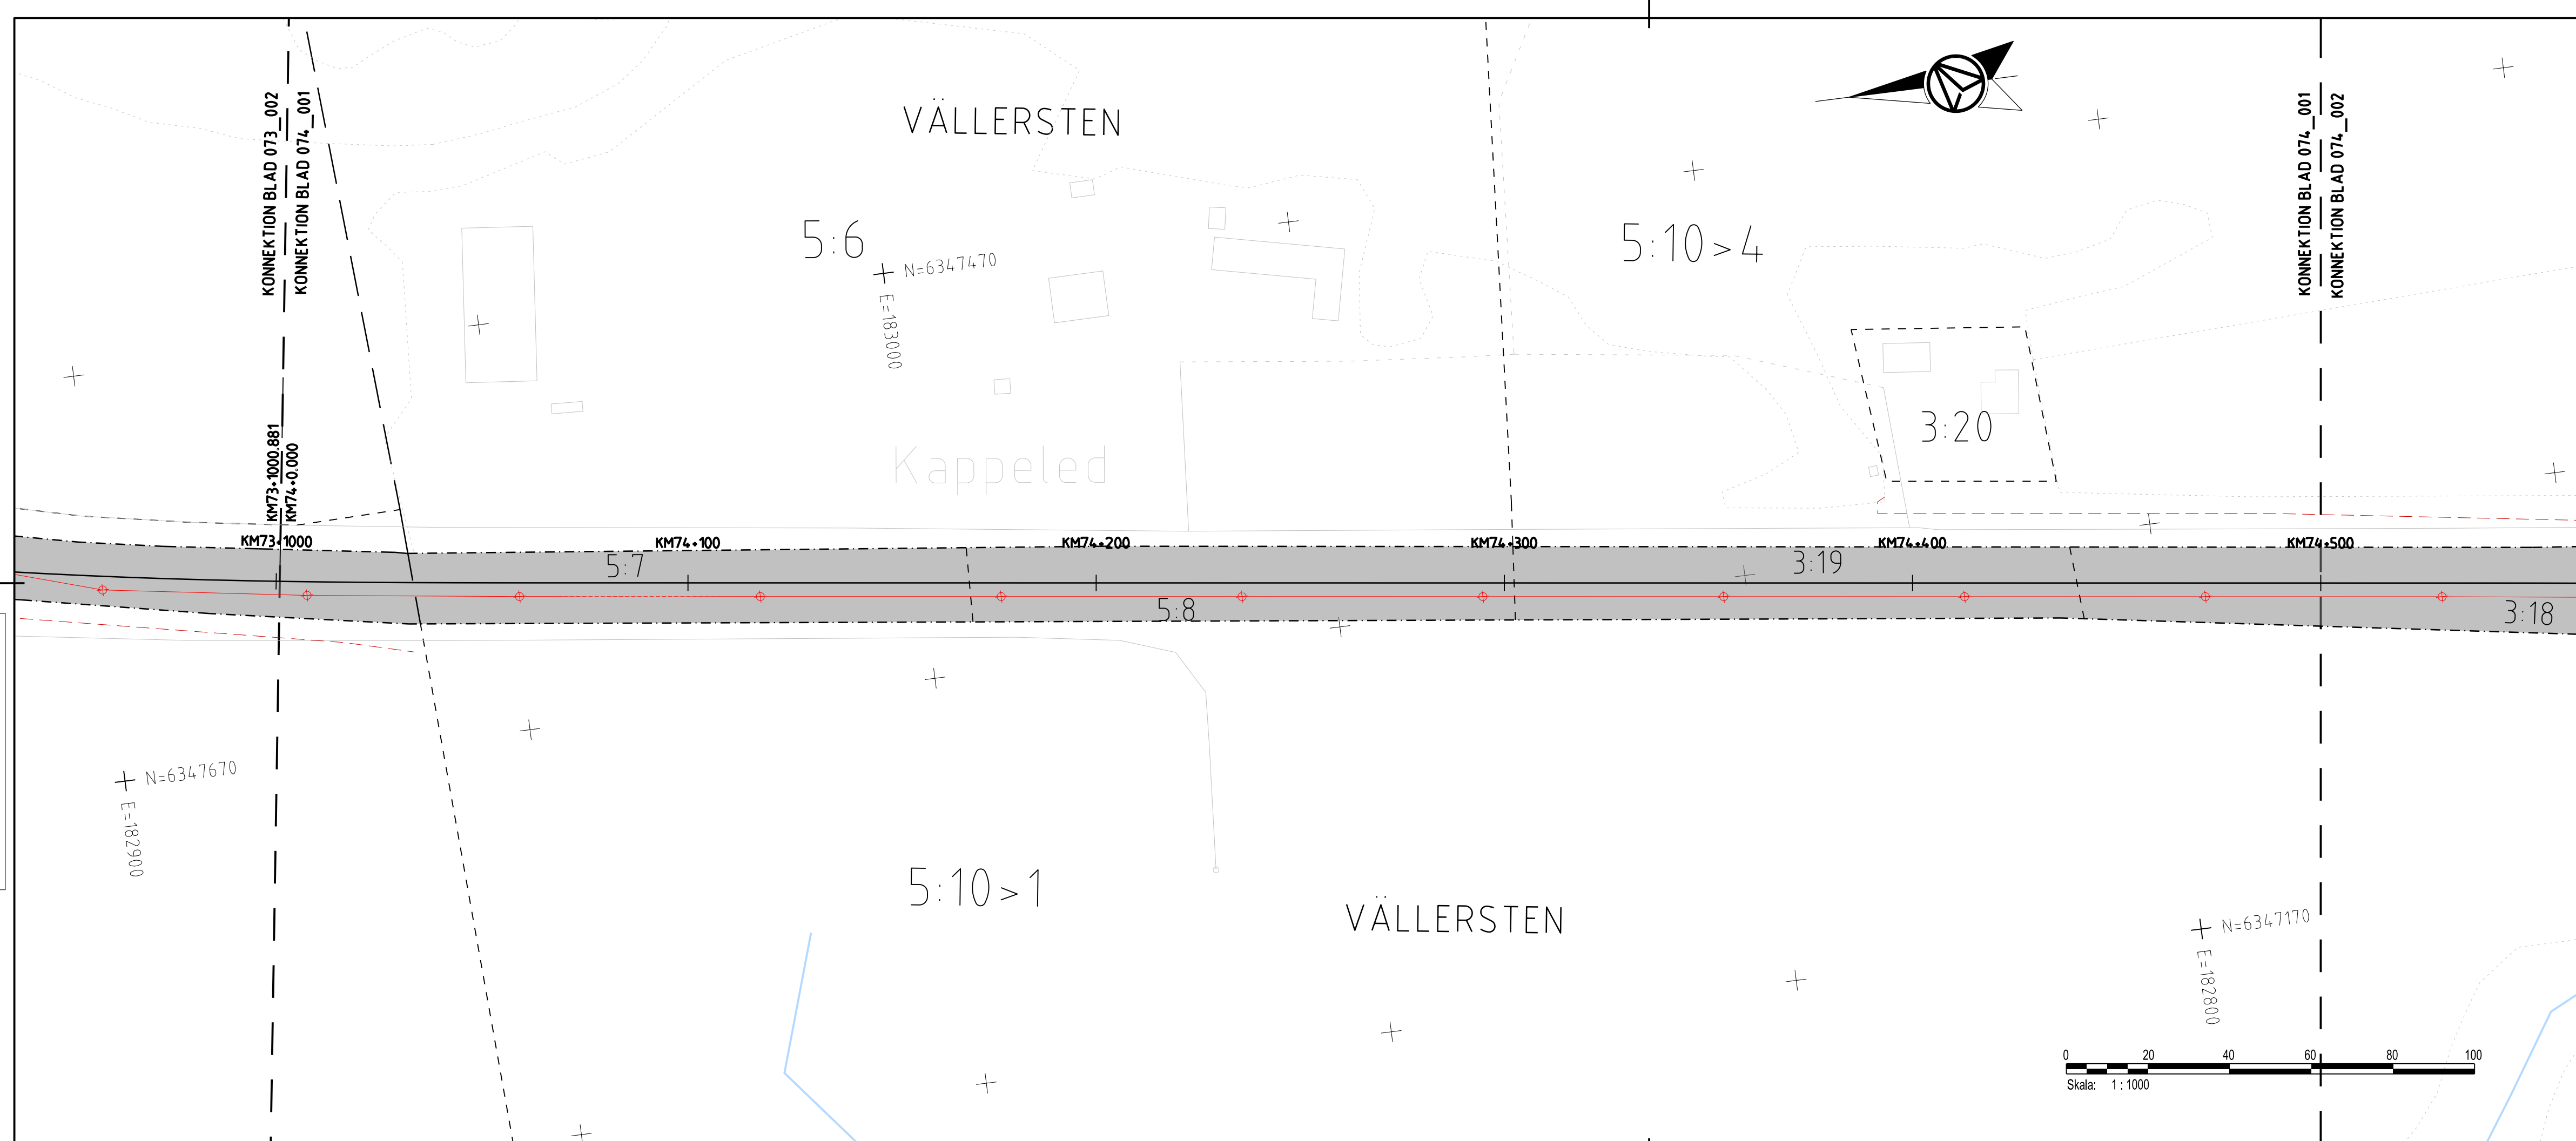 KONNEKTION BLAD 073_002
KONNEKTION BLAD 074_001
VÄLLERSTEN
KONNEKTION BLAD 074_001
KONNEKTION BLAD 074_002
5:6
5:10>4
N=6347470
E=183000
3:20
Kappeled
KM73+1000.881
KM74+0.000
KM73+1000
KM74+100
KM74+200
KM74+300
KM74+400
KM74+500
5:7
3:19
5:8
3:18
N=6347670
E=182900
5:10>1
VÄLLERSTEN
N=6347170
E=182800
0 20 40 60 80 100
Skala: 1 : 1000